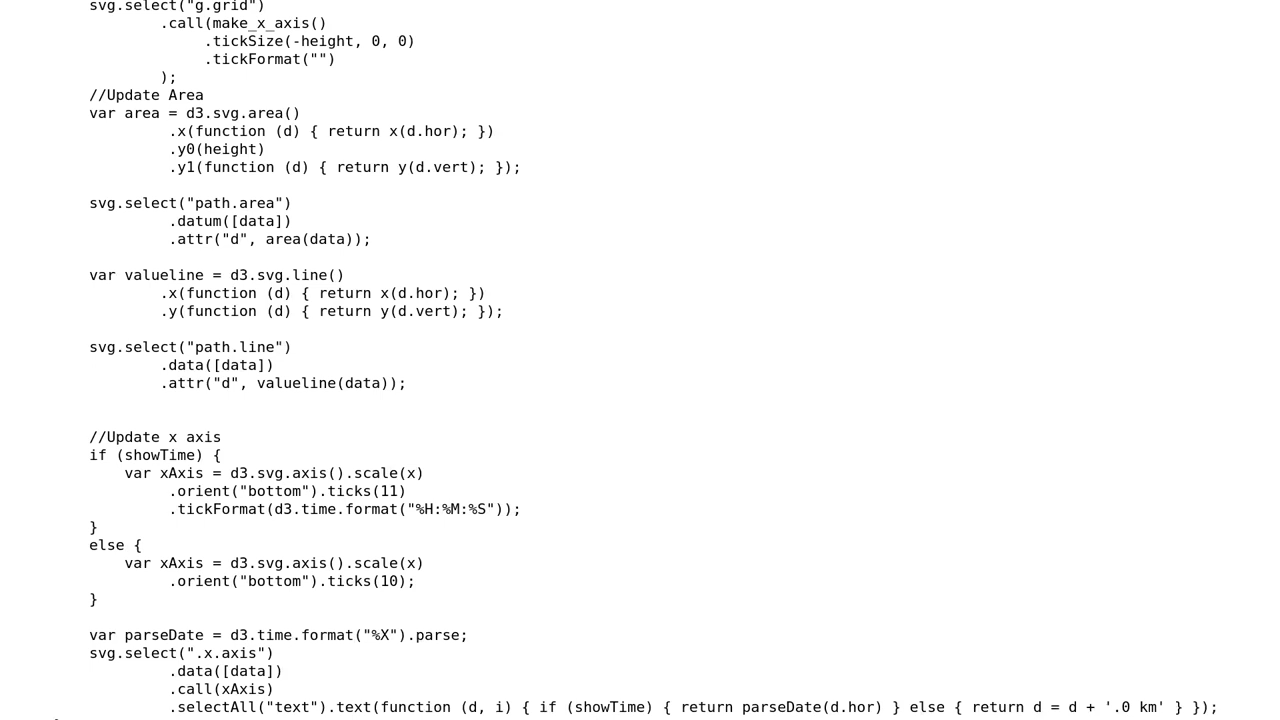 svg.select("g.grid")
        .call(make_x_axis()
             .tickSize(-height, 0, 0)
             .tickFormat("")
        );
//Update Area
var area = d3.svg.area()
         .x(function (d) { return x(d.hor); })
         .y0(height)
         .y1(function (d) { return y(d.vert); });

svg.select("path.area")
         .datum([data])
         .attr("d", area(data));

var valueline = d3.svg.line()
        .x(function (d) { return x(d.hor); })
        .y(function (d) { return y(d.vert); });

svg.select("path.line")
        .data([data])
        .attr("d", valueline(data));


//Update x axis
if (showTime) {
    var xAxis = d3.svg.axis().scale(x)
         .orient("bottom").ticks(11)
         .tickFormat(d3.time.format("%H:%M:%S"));
}
else {
    var xAxis = d3.svg.axis().scale(x)
         .orient("bottom").ticks(10);
}

var parseDate = d3.time.format("%X").parse;
svg.select(".x.axis")
         .data([data])
         .call(xAxis)
         .selectAll("text").text(function (d, i) { if (showTime) { return parseDate(d.hor) } else { return d = d + '.0 km' } });